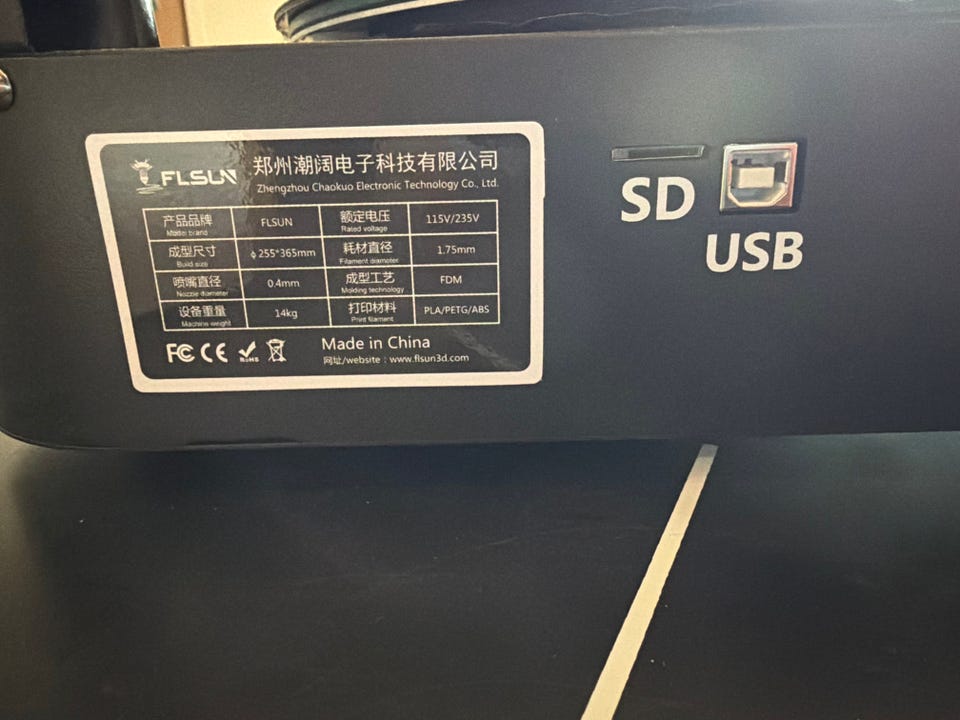 FLSUN 郑州潮阔电子科技有限公司
Zhengzhou Chaokuo Electronic Technology Co., Ltd.
产品品牌 FLSUN 额定电压 115V/235V
Model brand Rated voltage
成型尺寸 ϕ255*365mm 耗材直径 1.75mm
Build size Filament diameter
喷嘴直径 0.4mm 成型工艺 FDM
Nozzle diameter Molding technology
设备重量 14kg 打印材料 PLA/PETG/ABS
Machine weight Print filament
FC CE RoHS Made in China
网址/website：www.flsun3d.com
SD
USB